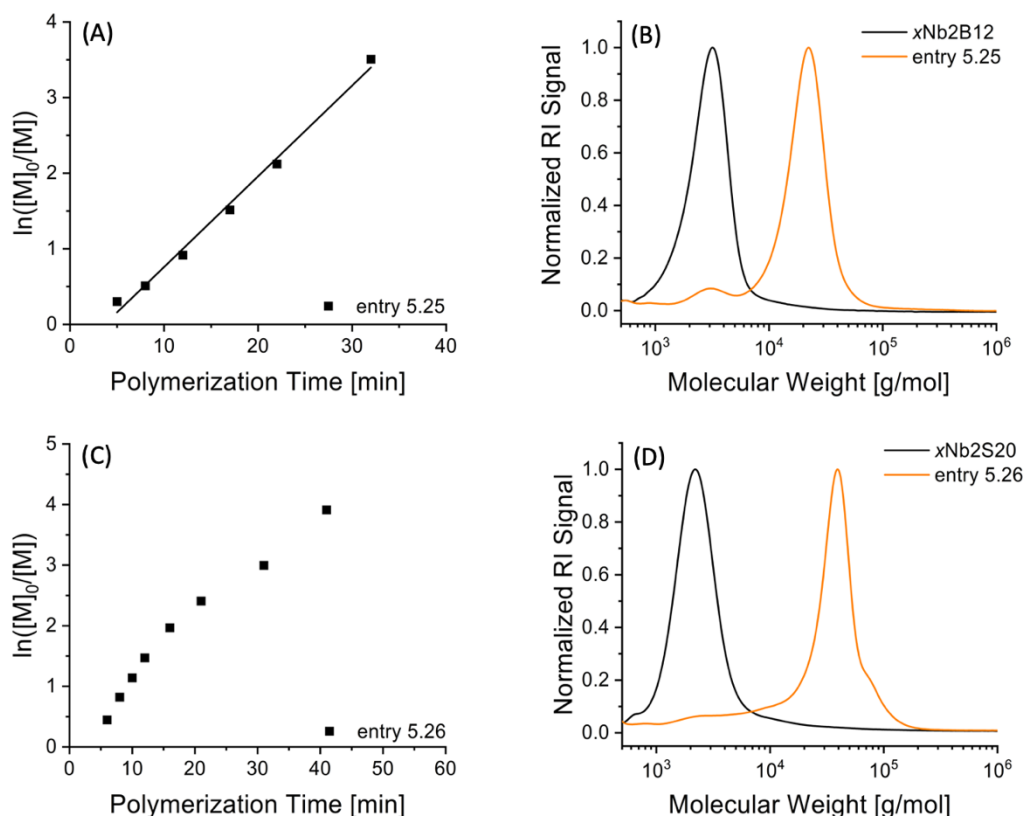 (A)
ln([M]₀/[M])
4
3
2
1
0
0 10 20 30 40
entry 5.25
Polymerization Time [min]
(B)
xNb2B12
entry 5.25
Normalized RI Signal
1.0
0.8
0.6
0.4
0.2
0.0
10³ 10⁴ 10⁵ 10⁶
Molecular Weight [g/mol]
(C)
ln([M]₀/[M])
5
4
3
2
1
0
0 10 20 30 40 50 60
entry 5.26
Polymerization Time [min]
(D)
xNb2S20
entry 5.26
Normalized RI Signal
1.0
0.8
0.6
0.4
0.2
0.0
10³ 10⁴ 10⁵ 10⁶
Molecular Weight [g/mol]